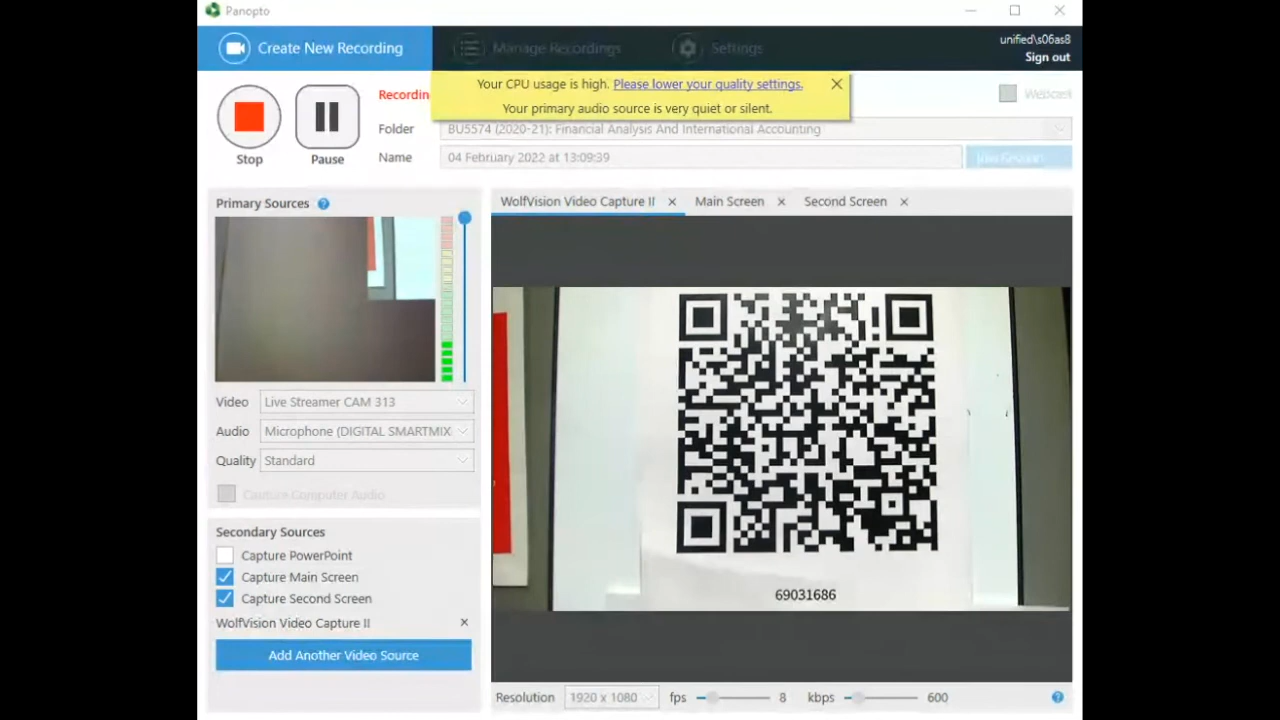 Panopto
Create New Recording
Manage Recordings
Settings
unified\s06as8
Sign out
Your CPU usage is high. Please lower your quality settings.
Your primary audio source is very quiet or silent.
Recordin
Webcast
Folder
BU5574 (2020-21): Financial Analysis And International Accounting
Stop
Pause
Name
04 February 2022 at 13:09:39
Join Session
Primary Sources
WolfVision Video Capture II
Main Screen
Second Screen
Video
Live Streamer CAM 313
Audio
Microphone (DIGITAL SMARTMIX
Quality
Standard
Capture Computer Audio
Secondary Sources
Capture PowerPoint
Capture Main Screen
Capture Second Screen
WolfVision Video Capture II
Add Another Video Source
69031686
Resolution
1920 x 1080
fps
8
kbps
600